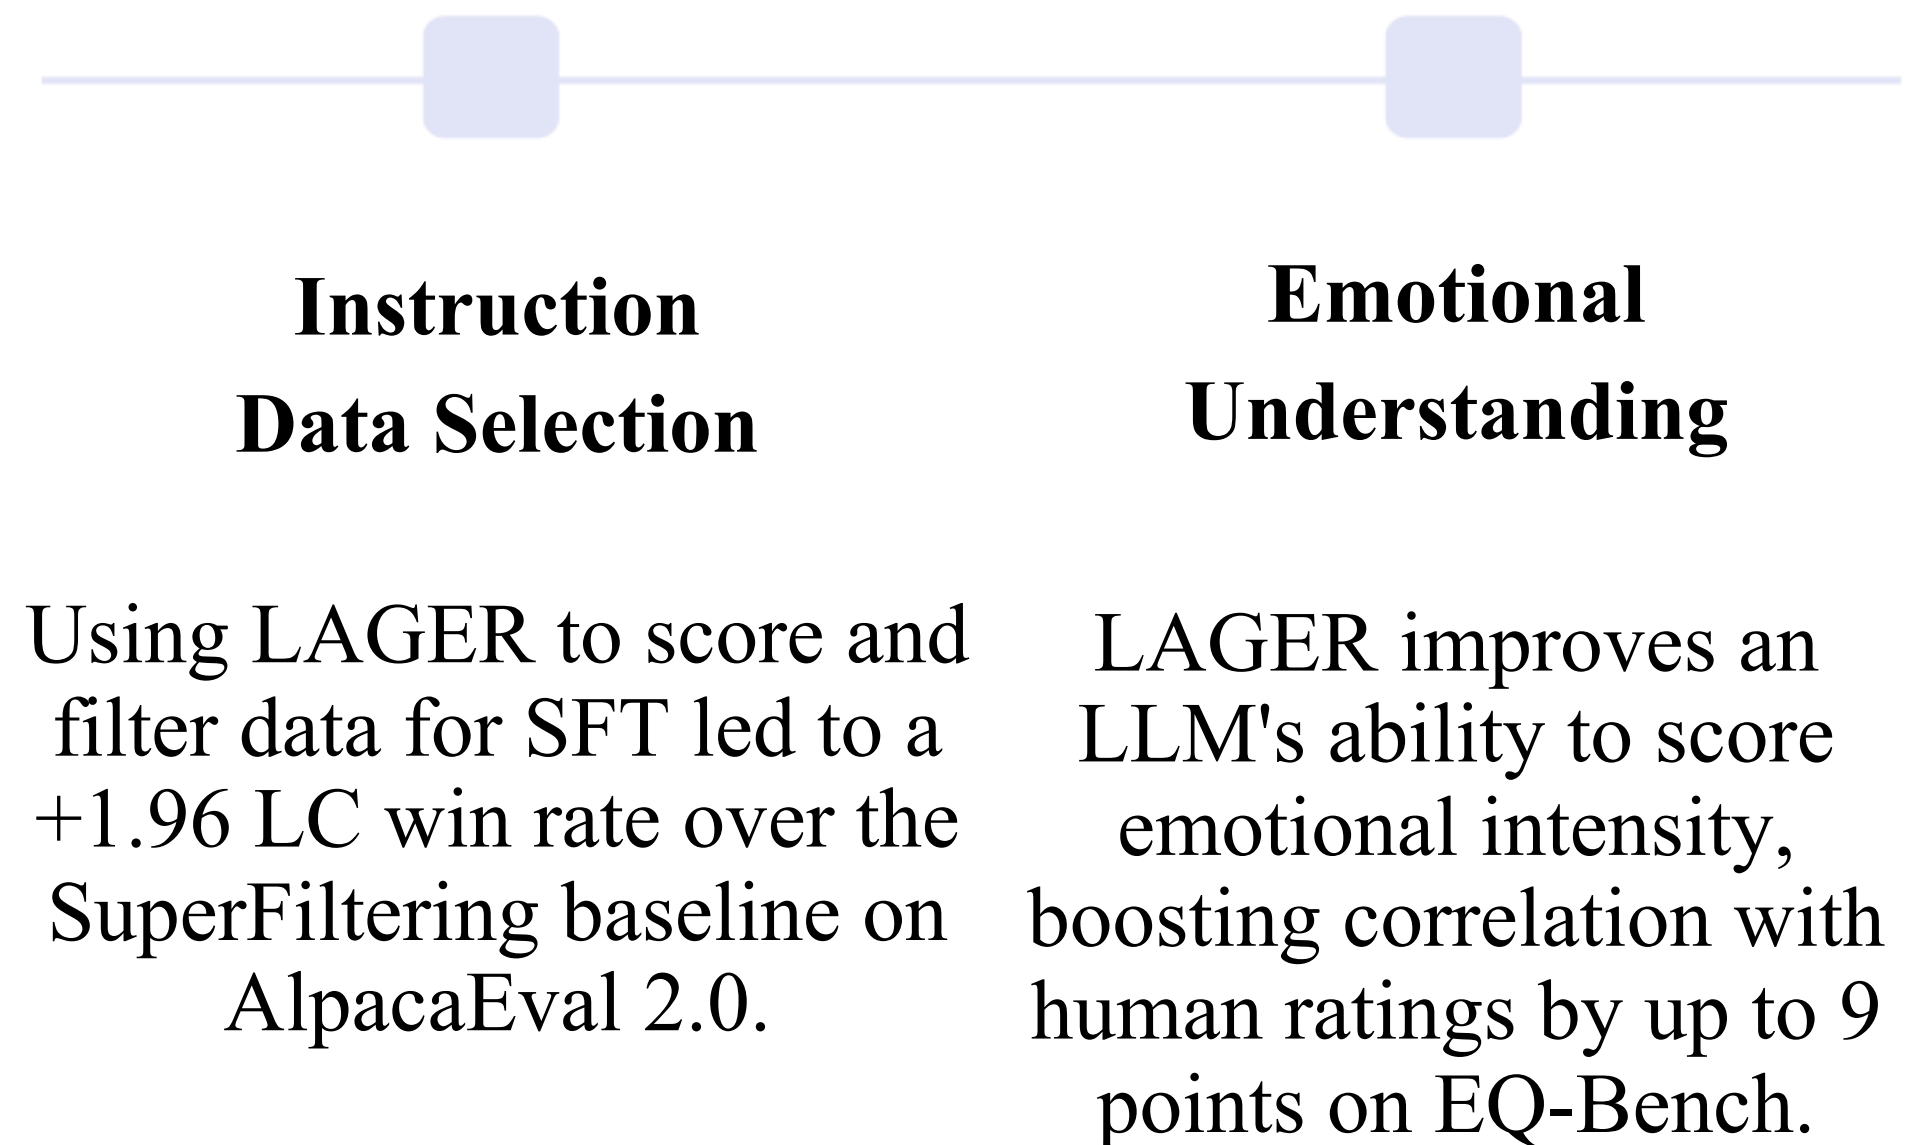 Instruction
Data Selection
Using LAGER to score and
filter data for SFT led to a
+1.96 LC win rate over the
SuperFiltering baseline on
AlpacaEval 2.0.
Emotional
Understanding
LAGER improves an
LLM's ability to score
emotional intensity,
boosting correlation with
human ratings by up to 9
points on EQ-Bench.